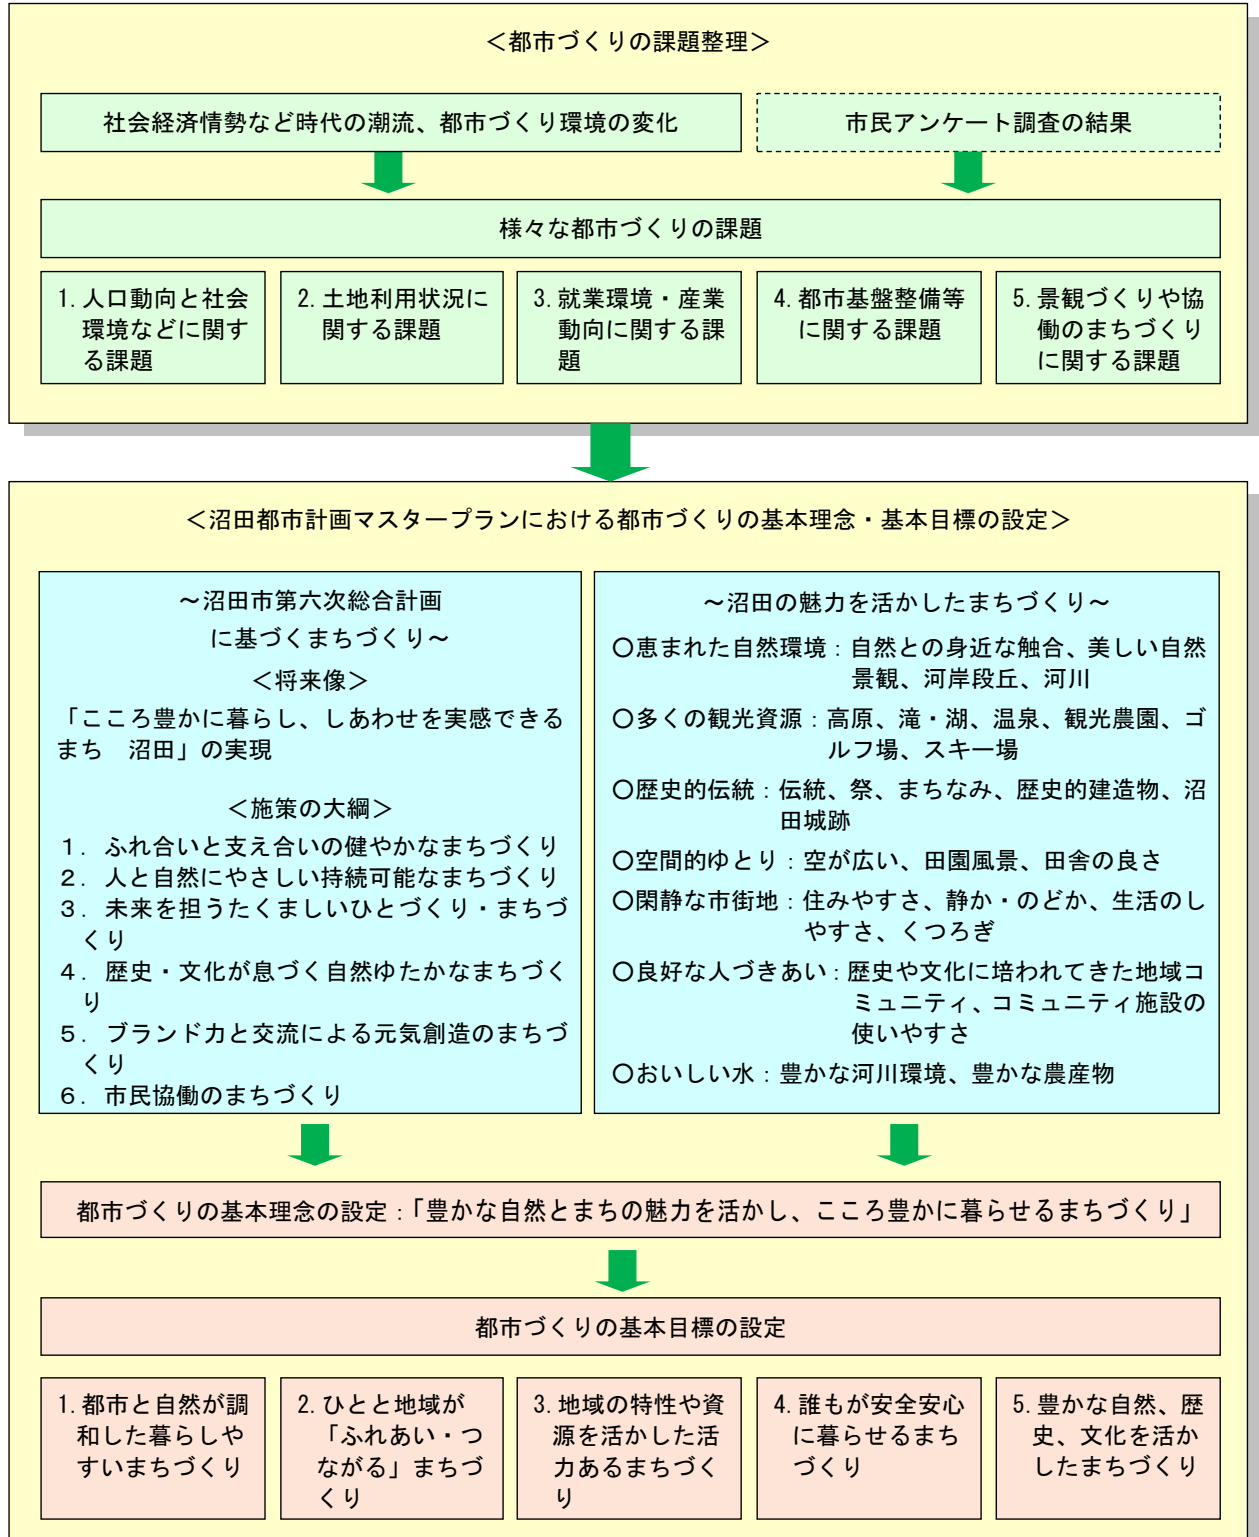 ＜都市づくりの課題整理＞
社会経済情勢など時代の潮流、都市づくり環境の変化
市民アンケート調査の結果
様々な都市づくりの課題
1. 人口動向と社会
環境などに関す
る課題
2. 土地利用状況に
関する課題
3. 就業環境・産業
動向に関する課
題
4. 都市基盤整備等
に関する課題
5. 景観づくりや協
働のまちづくり
に関する課題
＜沼田都市計画マスタープランにおける都市づくりの基本理念・基本目標の設定＞
～沼田市第六次総合計画
に基づくまちづくり～
＜将来像＞
「こころ豊かに暮らし、しあわせを実感できる
まち　沼田」の実現
＜施策の大綱＞
１．ふれ合いと支え合いの健やかなまちづくり
２．人と自然にやさしい持続可能なまちづくり
３．未来を担うたくましいひとづくり・まちづ
くり
４．歴史・文化が息づく自然ゆたかなまちづく
り
５．ブランド力と交流による元気創造のまちづ
くり
６．市民協働のまちづくり
～沼田の魅力を活かしたまちづくり～
○恵まれた自然環境：自然との身近な触合、美しい自然
景観、河岸段丘、河川
○多くの観光資源：高原、滝・湖、温泉、観光農園、ゴ
ルフ場、スキー場
○歴史的伝統：伝統、祭、まちなみ、歴史的建造物、沼
田城跡
○空間的ゆとり：空が広い、田園風景、田舎の良さ
○閑静な市街地：住みやすさ、静か・のどか、生活のし
やすさ、くつろぎ
○良好な人づきあい：歴史や文化に培われてきた地域コ
ミュニティ、コミュニティ施設の
使いやすさ
○おいしい水：豊かな河川環境、豊かな農産物
都市づくりの基本理念の設定：「豊かな自然とまちの魅力を活かし、こころ豊かに暮らせるまちづくり」
都市づくりの基本目標の設定
1. 都市と自然が調
和した暮らしや
すいまちづくり
2. ひとと地域が
「ふれあい・つ
ながる」まちづ
くり
3. 地域の特性や資
源を活かした活
力あるまちづく
り
4. 誰もが安全安心
に暮らせるまち
づくり
5. 豊かな自然、歴
史、文化を活か
したまちづくり